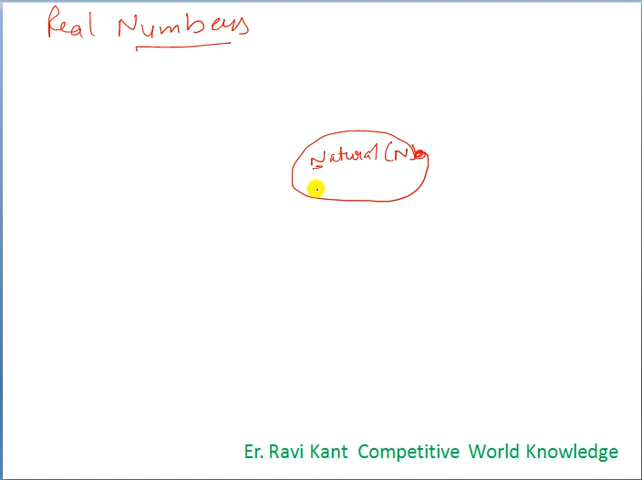 Real Numbers
Natural (N)
Er. Ravi Kant Competitive World Knowledge